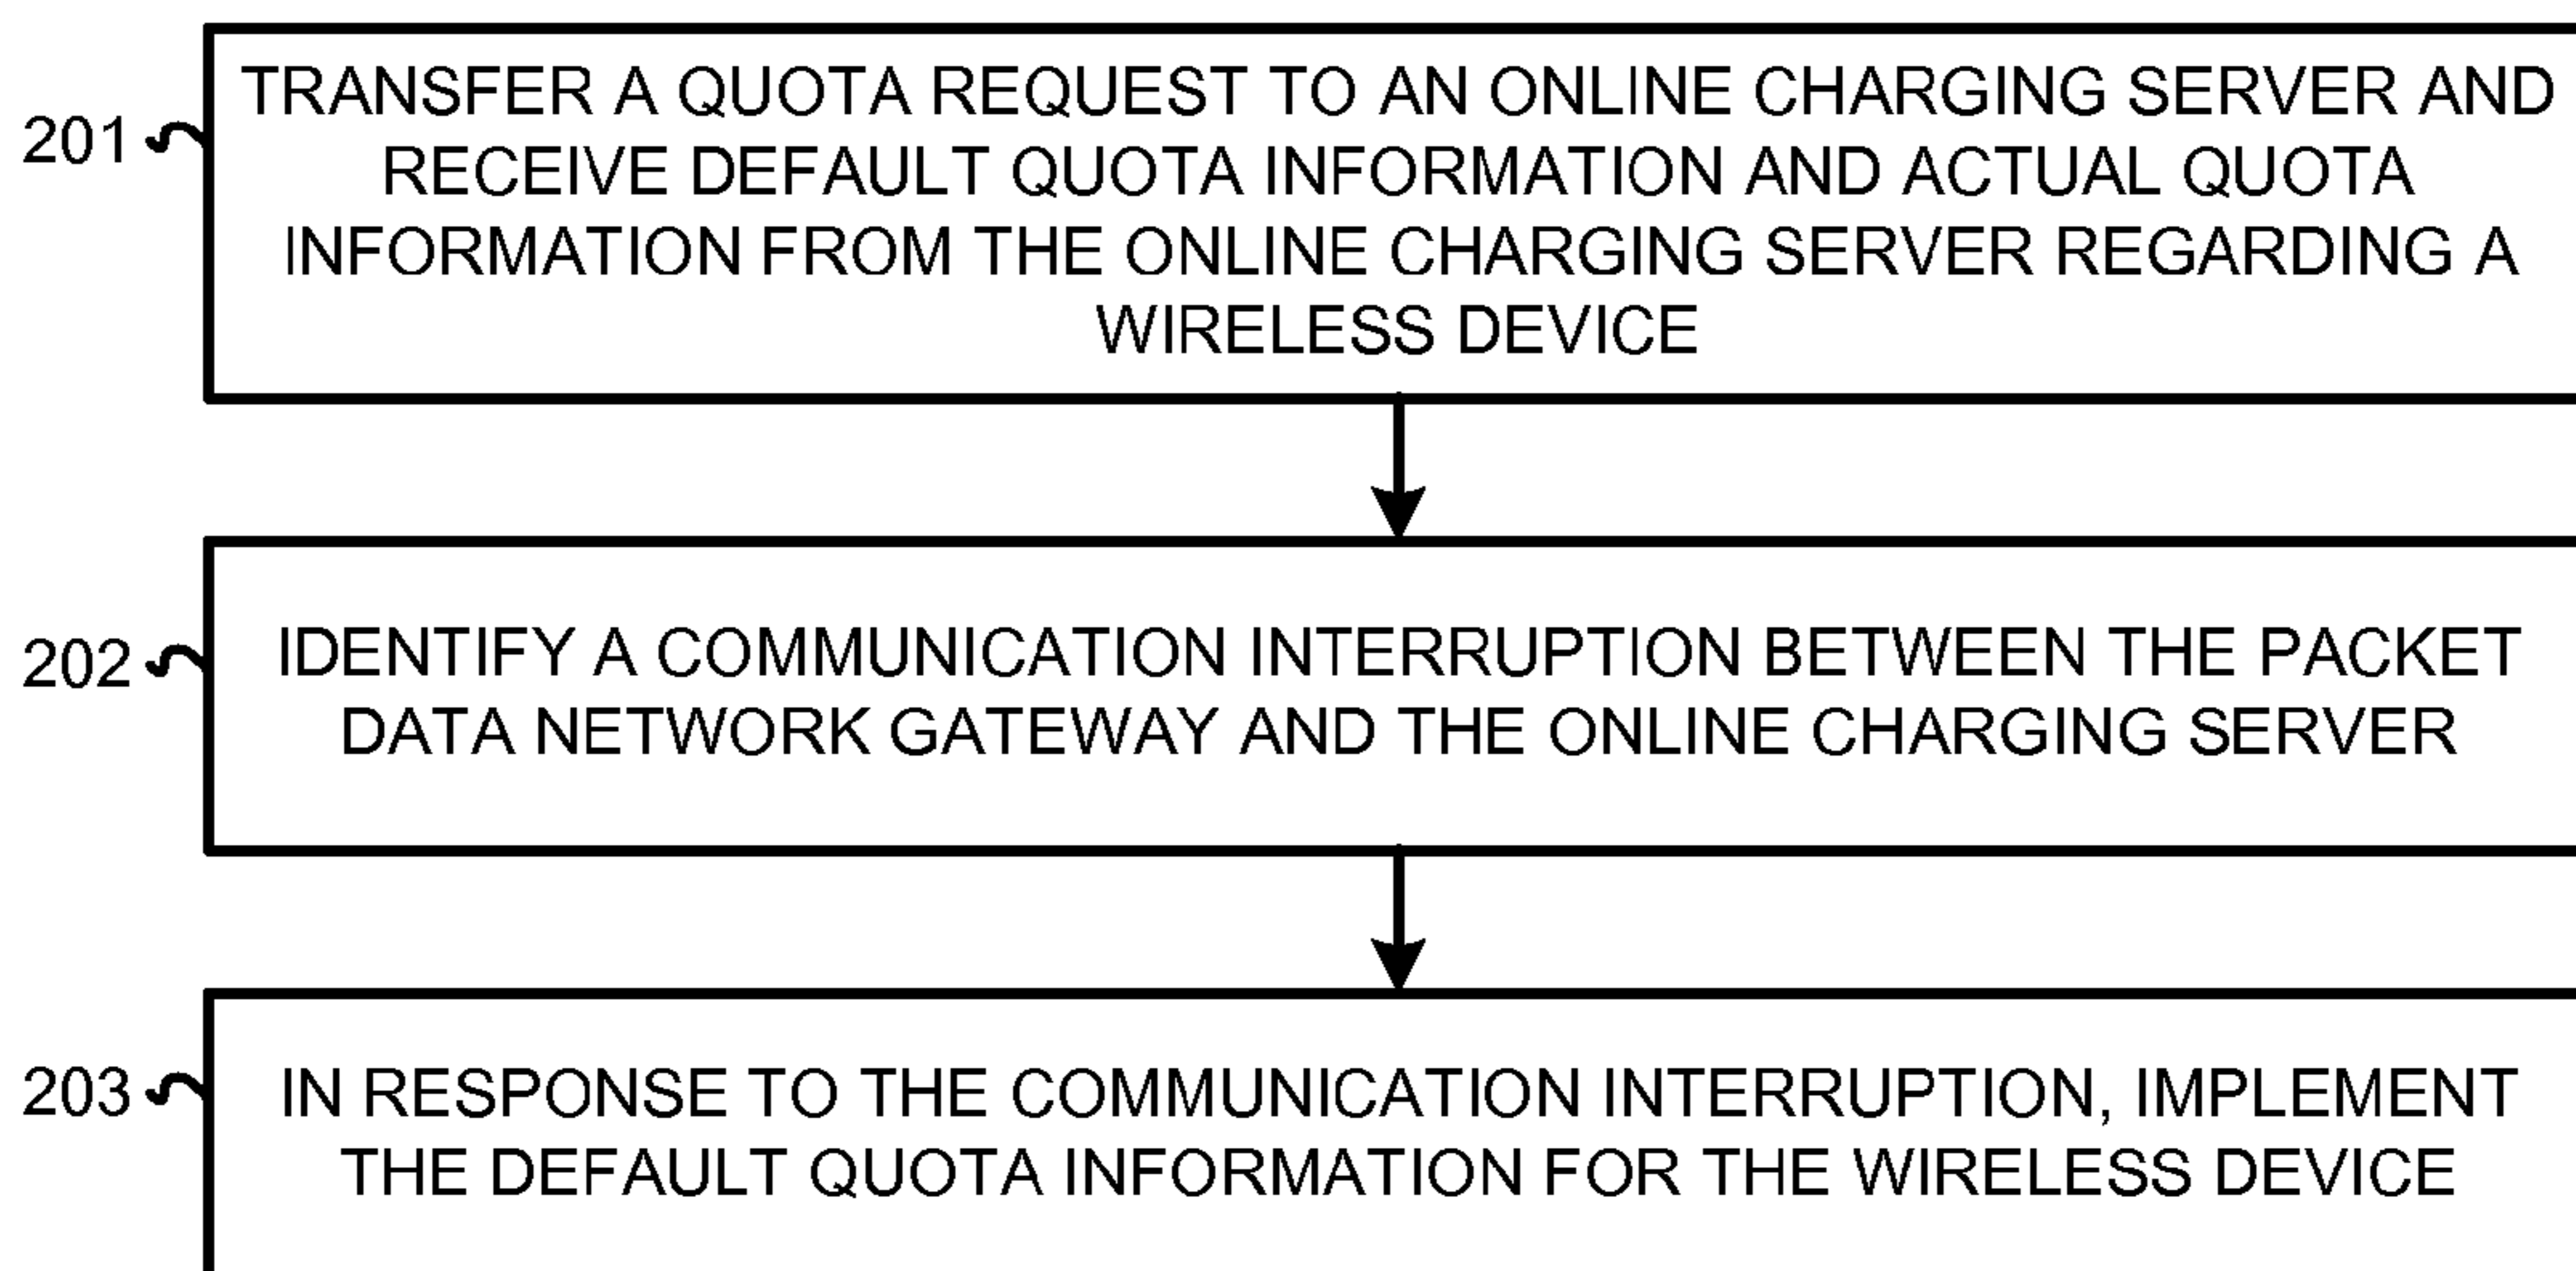 TRANSFER A QUOTA REQUEST TO AN ONLINE CHARGING SERVER AND
201
RECEIVE DEFAULT QUOTA INFORMATION AND ACTUAL QUOTA
INFORMATION FROM THE ONLINE CHARGING SERVER REGARDING A
WIRELESS DEVICE
202
IDENTIFY A COMMUNICATION INTERRUPTION BETWEEN THE PACKET
DATA NETWORK GATEWAY AND THE ONLINE CHARGING SERVER
203
IN RESPONSE TO THE COMMUNICATION INTERRUPTION, IMPLEMENT
THE DEFAULT QUOTA INFORMATION FOR THE WIRELESS DEVICE